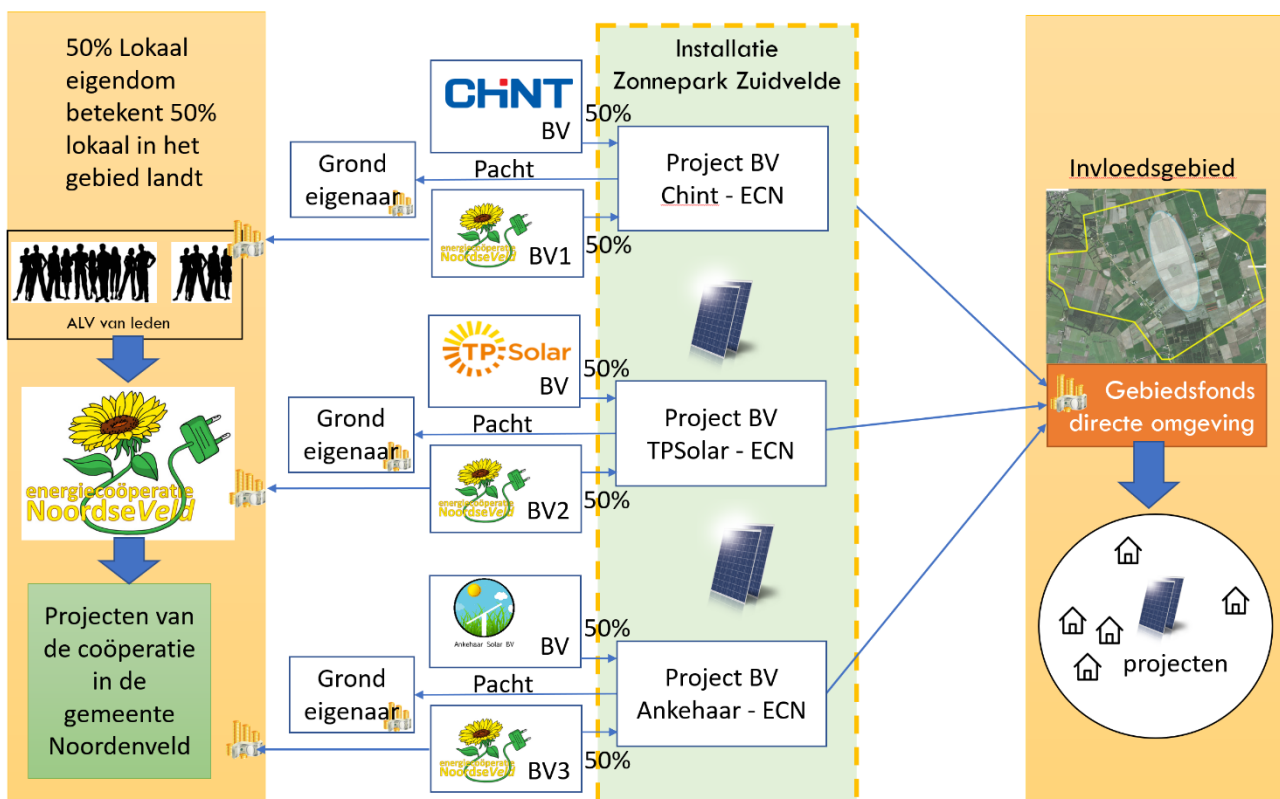 50% Lokaal
eigendom
betekent 50%
lokaal in het
gebied landt
ALV van leden
energiecoöperatie
NoordseVeld
Projecten van
de coöperatie
in de
gemeente
Noordenveld
CHINT
BV
50%
Grond
eigenaar
Pacht
energiecoöperatie
NoordseVeld
BV1
50%
TP Solar
BV
50%
Grond
eigenaar
Pacht
energiecoöperatie
NoordseVeld
BV2
50%
Ankehaar Solar BV
BV
50%
Grond
eigenaar
Pacht
energiecoöperatie
NoordseVeld
BV3
50%
Installatie
Zonnepark Zuidvelde
Project BV
Chint - ECN
Project BV
TPSolar - ECN
Project BV
Ankehaar - ECN
Invloedsgebied
Gebiedsfonds
directe omgeving
projecten